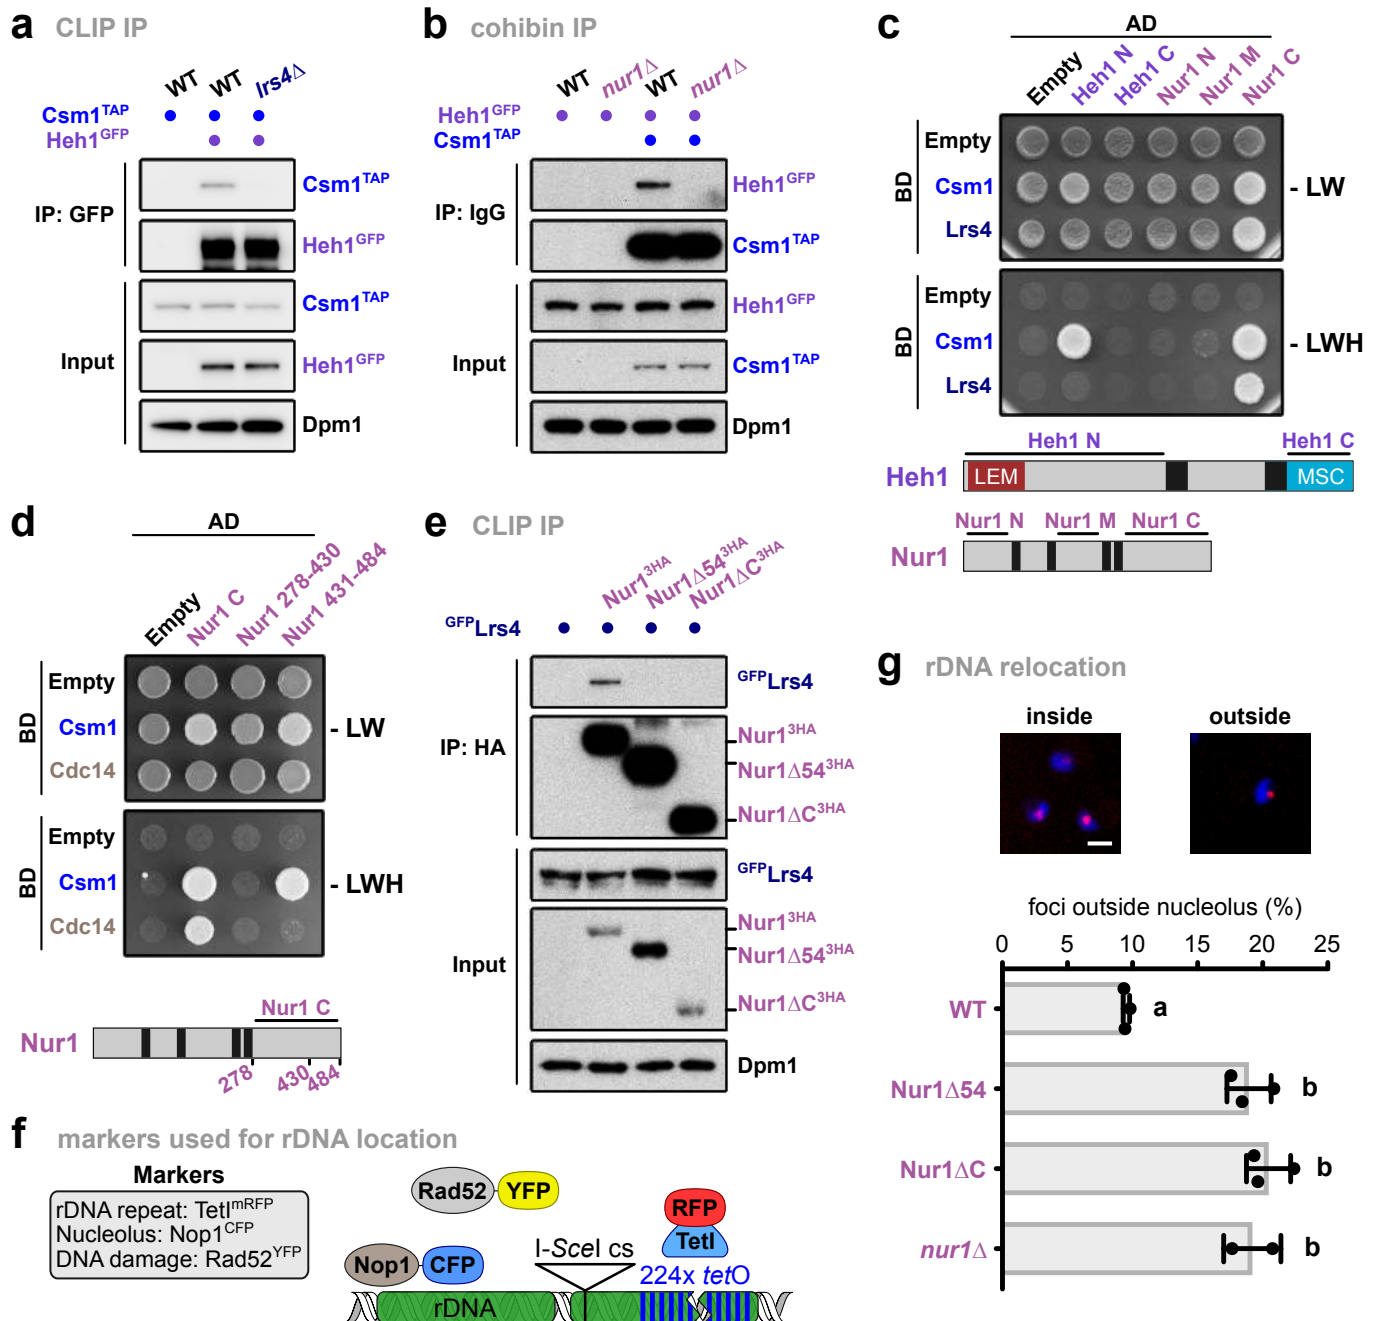 a CLIP IP
WT WT lrs4Δ
Csm1TAP
Heh1GFP
IP: GFP
Csm1TAP
Heh1GFP
Input
Csm1TAP
Heh1GFP
Dpm1
b cohibin IP
WT nur1Δ WT nur1Δ
Heh1GFP
Csm1TAP
IP: IgG
Heh1GFP
Csm1TAP
Input
Heh1GFP
Csm1TAP
Dpm1
c
AD
Empty Heh1 N Heh1 C Nur1 N Nur1 M Nur1 C
BD
Empty
Csm1
Lrs4
- LW
BD
Empty
Csm1
Lrs4
- LWH
Heh1 N Heh1 C
Heh1 LEM MSC
Nur1 N Nur1 M Nur1 C
Nur1
d
AD
Empty Nur1 C Nur1 278-430 Nur1 431-484
BD
Empty
Csm1
Cdc14
- LW
BD
Empty
Csm1
Cdc14
- LWH
Nur1 C
Nur1
278 430 484
e CLIP IP
Nur13HA Nur1Δ543HA Nur1ΔC3HA
GFPLrs4
IP: HA
GFPLrs4
Nur13HA
Nur1Δ543HA
Nur1ΔC3HA
Input
GFPLrs4
Nur13HA
Nur1Δ543HA
Nur1ΔC3HA
Dpm1
f markers used for rDNA location
Markers
rDNA repeat: TetImRFP
Nucleolus: Nop1CFP
DNA damage: Rad52YFP
Rad52 YFP
Nop1 CFP
I-SceI cs
RFP
TetI
224x tetO
rDNA
g rDNA relocation
inside outside
foci outside nucleolus (%)
0 5 10 15 20 25
WT a
Nur1Δ54 b
Nur1ΔC b
nur1Δ b